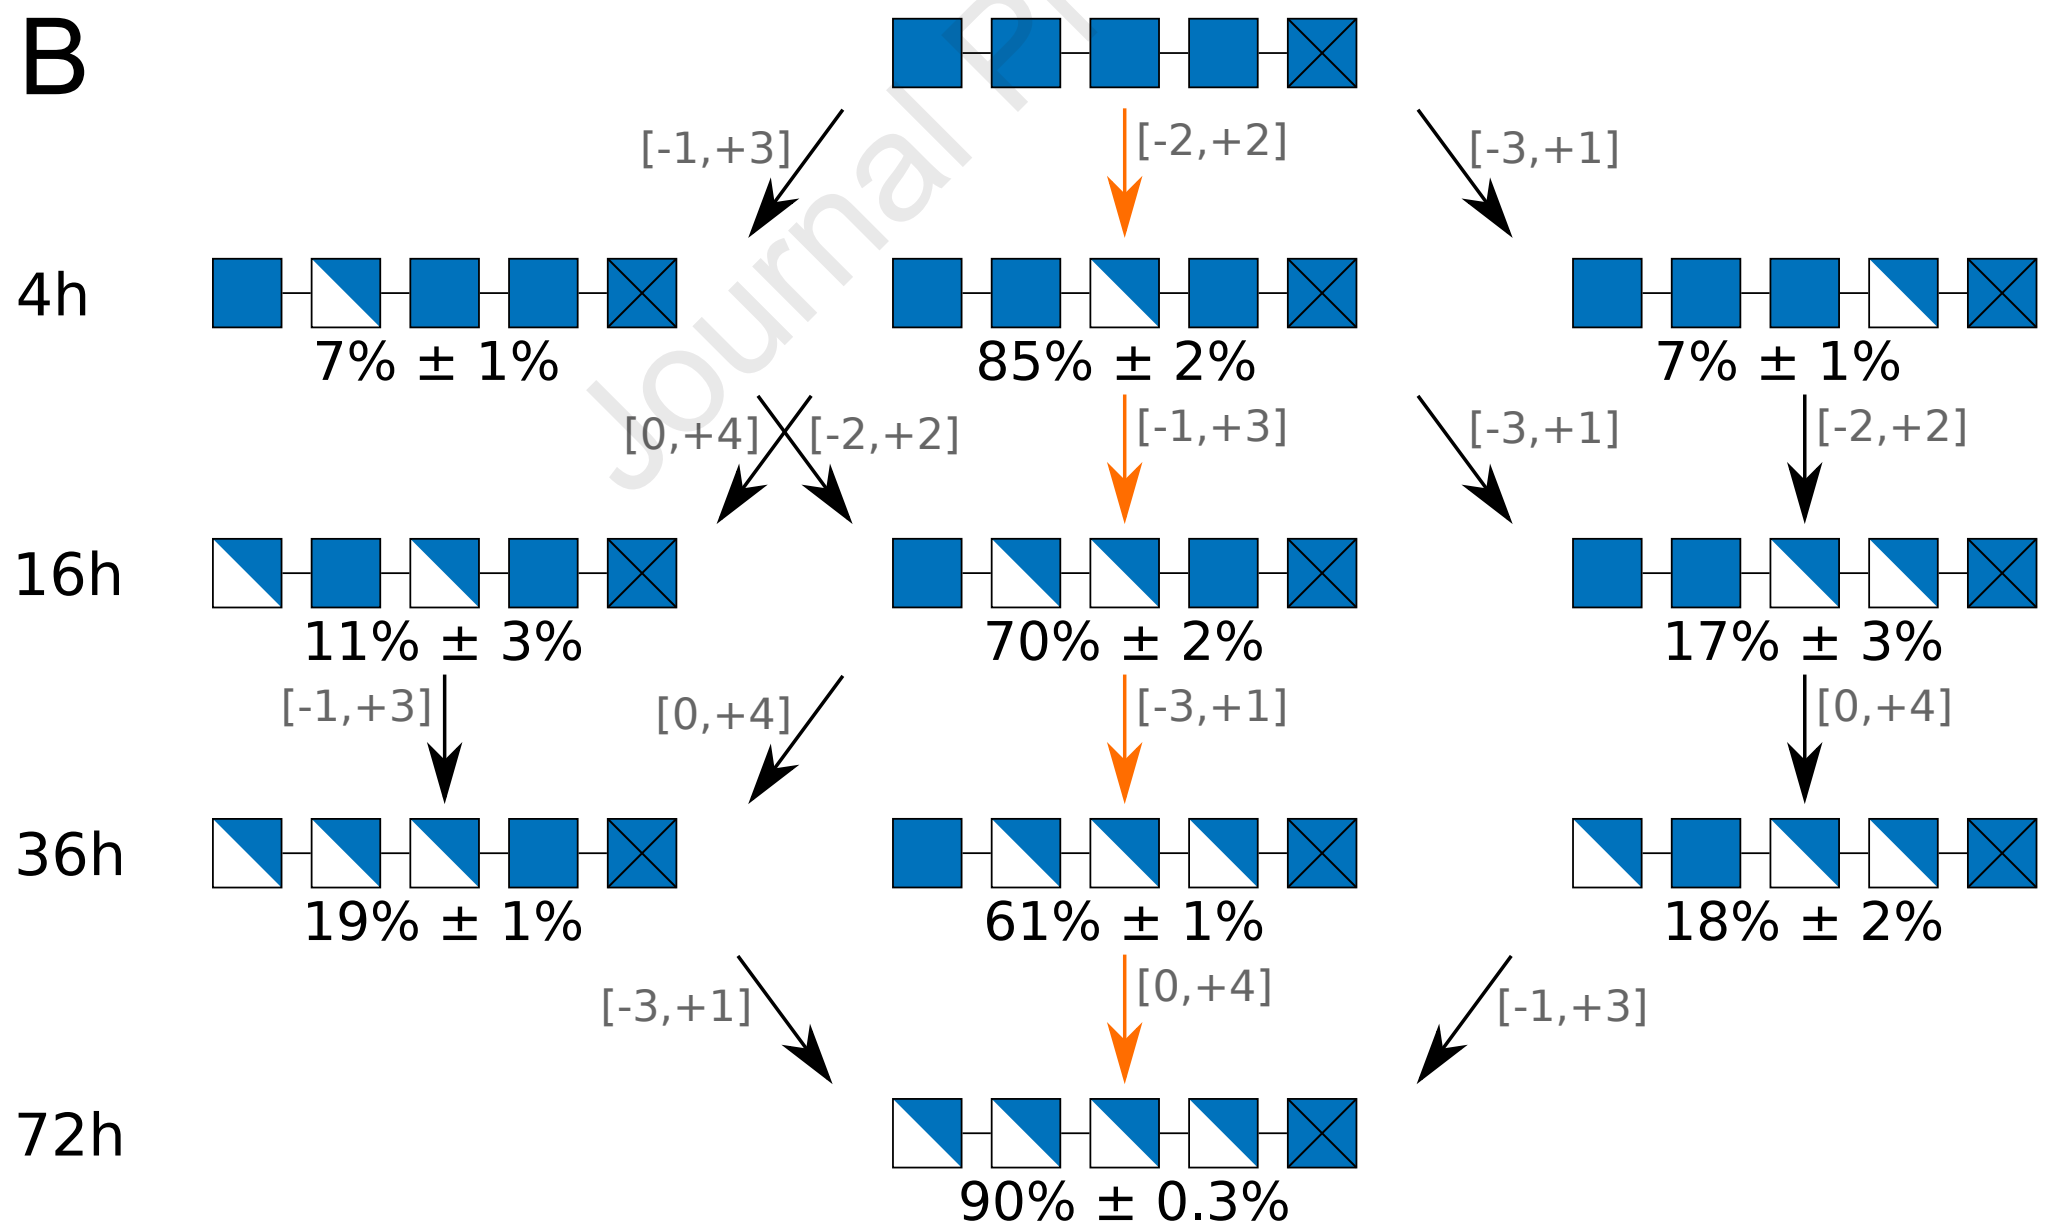 B
[-1,+3] [-2,+2] [-3,+1]
4h
7% ± 1% 85% ± 2% 7% ± 1%
[0,+4] [-2,+2] [-1,+3] [-3,+1] [-2,+2]
16h
11% ± 3% 70% ± 2% 17% ± 3%
[-1,+3] [0,+4] [-3,+1] [0,+4]
36h
19% ± 1% 61% ± 1% 18% ± 2%
[-3,+1] [0,+4] [-1,+3]
72h
90% ± 0.3%
Journal